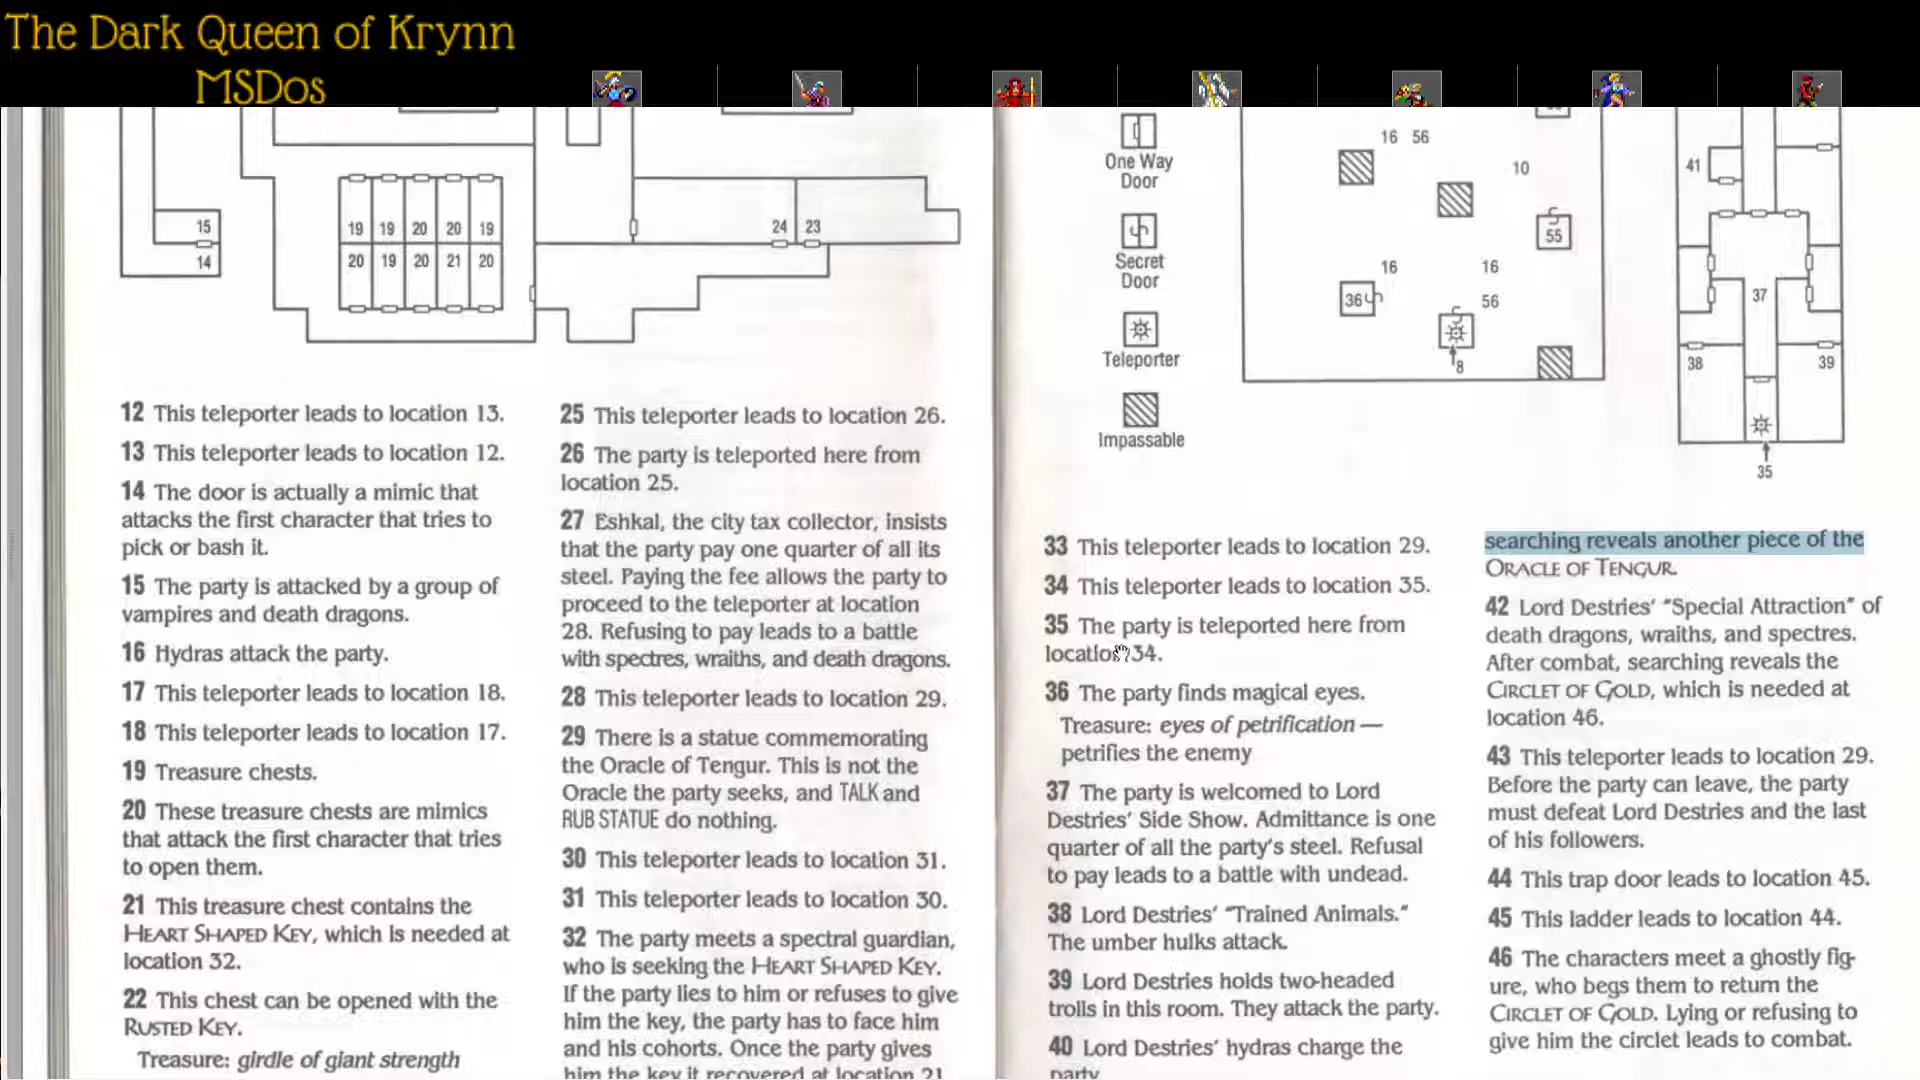 The Dark Queen of Krynn
MSDos
15
14
19 19 20 20 19
20 19 20 21 20
24 23
12 This teleporter leads to location 13.
13 This teleporter leads to location 12.
14 The door is actually a mimic that
attacks the first character that tries to
pick or bash it.
15 The party is attacked by a group of
vampires and death dragons.
16 Hydras attack the party.
17 This teleporter leads to location 18.
18 This teleporter leads to location 17.
19 Treasure chests.
20 These treasure chests are mimics
that attack the first character that tries
to open them.
21 This treasure chest contains the
HEART SHAPED KEY, which is needed at
location 32.
22 This chest can be opened with the
RUSTED KEY.
Treasure: girdle of giant strength
25 This teleporter leads to location 26.
26 The party is teleported here from
location 25.
27 Eshkal, the city tax collector, insists
that the party pay one quarter of all its
steel. Paying the fee allows the party to
proceed to the teleporter at location
28. Refusing to pay leads to a battle
with spectres, wraiths, and death dragons.
28 This teleporter leads to location 29.
29 There is a statue commemorating
the Oracle of Tengur. This is not the
Oracle the party seeks, and TALK and
RUB STATUE do nothing.
30 This teleporter leads to location 31.
31 This teleporter leads to location 30.
32 The party meets a spectral guardian,
who is seeking the HEART SHAPED KEY.
If the party lies to him or refuses to give
him the key, the party has to face him
and his cohorts. Once the party gives
him the key it recovered at location 21
One Way
Door
Secret
Door
Teleporter
Impassable
16 56
10
55
16 16
36 56
8
41
37
38 39
35
33 This teleporter leads to location 29.
34 This teleporter leads to location 35.
35 The party is teleported here from
location 34.
36 The party finds magical eyes.
Treasure: eyes of petrification —
petrifies the enemy
37 The party is welcomed to Lord
Destries' Side Show. Admittance is one
quarter of all the party's steel. Refusal
to pay leads to a battle with undead.
38 Lord Destries' "Trained Animals."
The umber hulks attack.
39 Lord Destries holds two-headed
trolls in this room. They attack the party.
40 Lord Destries' hydras charge the
party.
searching reveals another piece of the
ORACLE OF TENGUR.
42 Lord Destries' "Special Attraction" of
death dragons, wraiths, and spectres.
After combat, searching reveals the
CIRCLET OF GOLD, which is needed at
location 46.
43 This teleporter leads to location 29.
Before the party can leave, the party
must defeat Lord Destries and the last
of his followers.
44 This trap door leads to location 45.
45 This ladder leads to location 44.
46 The characters meet a ghostly fig-
ure, who begs them to return the
CIRCLET OF GOLD. Lying or refusing to
give him the circlet leads to combat.